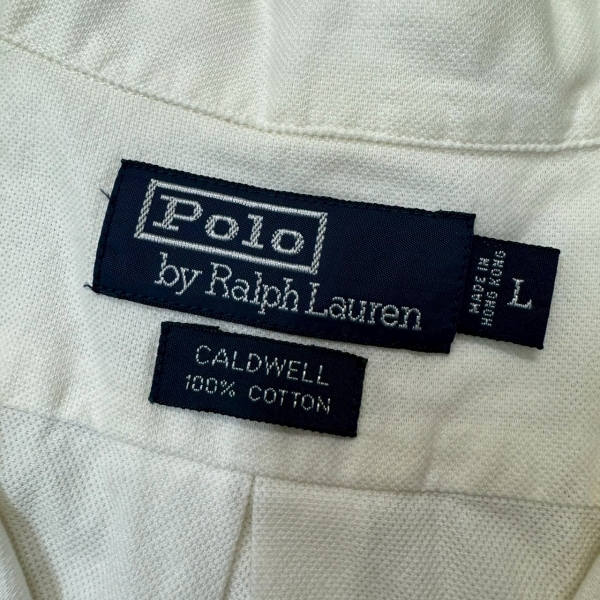 Polo
by Ralph Lauren
MADE IN
HONG KONG
L
CALDWELL
100% COTTON